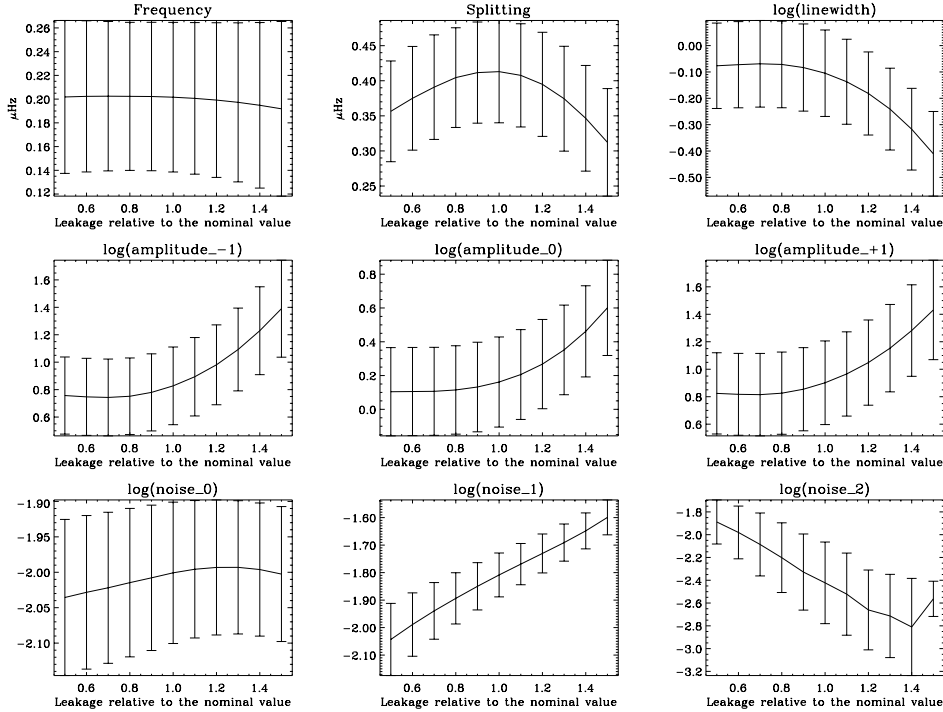 Frequency Splitting log(linewidth)
0.26
0.24
0.22
0.20
0.18
0.16
0.14
0.12
μHz
0.6 0.8 1.0 1.2 1.4
Leakage relative to the nominal value
0.45
0.40
0.35
0.30
0.25
μHz
0.6 0.8 1.0 1.2 1.4
Leakage relative to the nominal value
0.00
−0.10
−0.20
−0.30
−0.40
−0.50
0.6 0.8 1.0 1.2 1.4
Leakage relative to the nominal value
log(amplitude_−1) log(amplitude_0) log(amplitude_+1)
1.6
1.4
1.2
1.0
0.8
0.6
0.6 0.8 1.0 1.2 1.4
Leakage relative to the nominal value
0.8
0.6
0.4
0.2
0.0
0.6 0.8 1.0 1.2 1.4
Leakage relative to the nominal value
1.6
1.4
1.2
1.0
0.8
0.6
0.6 0.8 1.0 1.2 1.4
Leakage relative to the nominal value
log(noise_0) log(noise_1) log(noise_2)
−1.90
−1.95
−2.00
−2.05
−2.10
0.6 0.8 1.0 1.2 1.4
Leakage relative to the nominal value
−1.60
−1.70
−1.80
−1.90
−2.00
−2.10
0.6 0.8 1.0 1.2 1.4
Leakage relative to the nominal value
−1.8
−2.0
−2.2
−2.4
−2.6
−2.8
−3.0
−3.2
0.6 0.8 1.0 1.2 1.4
Leakage relative to the nominal value